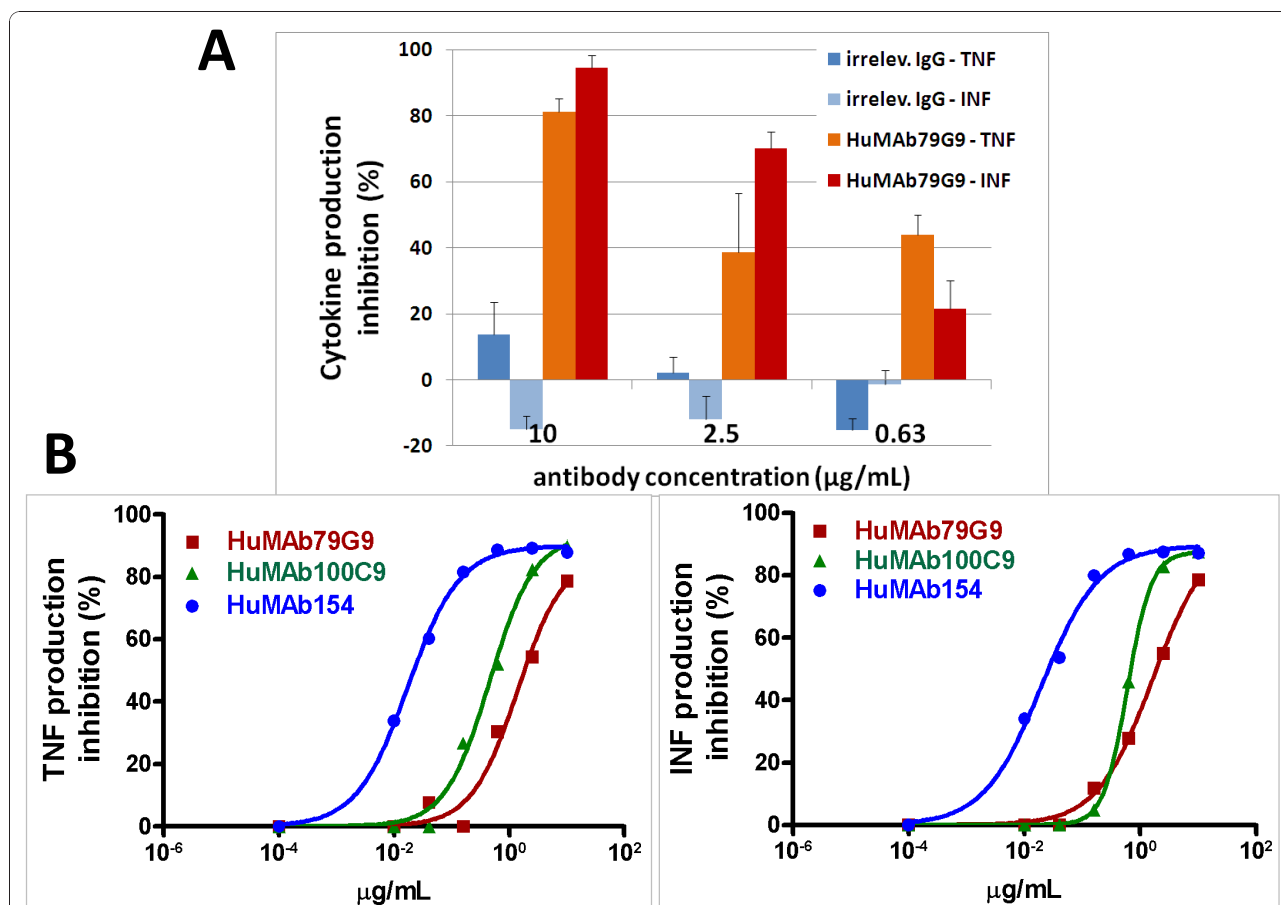 A
Cytokine production
inhibition (%)
100
80
60
40
20
0
-20
irrelev. IgG - TNF
irrelev. IgG - INF
HuMAb79G9 - TNF
HuMAb79G9 - INF
10 2.5 0.63
antibody concentration (µg/mL)
B
TNF production
inhibition (%)
100
80
60
40
20
0
HuMAb79G9
HuMAb100C9
HuMAb154
10-6 10-4 10-2 100 102
µg/mL
INF production
inhibition (%)
100
80
60
40
20
0
HuMAb79G9
HuMAb100C9
HuMAb154
10-6 10-4 10-2 100 102
µg/mL